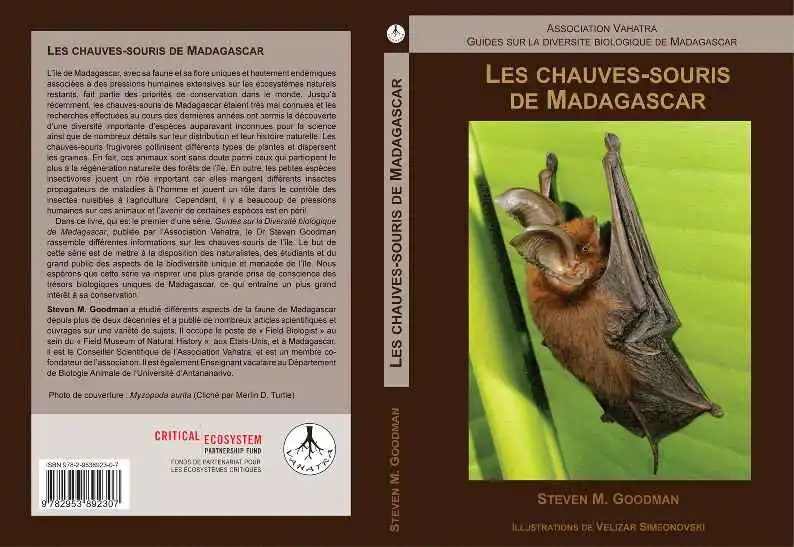 LES CHAUVES-SOURIS DE MADAGASCAR
L'île de Madagascar, avec sa faune et sa flore uniques et hautement endémiques
associées à des pressions humaines extensives sur les écosystèmes naturels
restants, fait partie des priorités de conservation dans le monde. Jusqu'à
récemment, les chauves-souris de Madagascar étaient très mal connues et les
recherches effectuées au cours des dernières années ont permis la découverte
d'une diversité importante d'espèces auparavant inconnues pour la science
ainsi que de nombreux détails sur leur distribution et leur histoire naturelle. Les
chauves-souris frugivores pollinisent différents types de plantes et dispersent
les graines. En fait, ces animaux sont sans doute parmi ceux qui participent le
plus à la régénération naturelle des forêts de l'île. En outre, les petites espèces
insectivores jouent un rôle important car elles mangent différents insectes
propagateurs de maladies à l'homme et jouent un rôle dans le contrôle des
insectes nuisibles à l'agriculture. Cependant, il y a beaucoup de pressions
humaines sur ces animaux et l'avenir de certaines espèces est en péril.
Dans ce livre, qui est le premier d'une série, Guides sur la Diversité biologique
de Madagascar, publiée par l'Association Vahatra, le Dr Steven Goodman
rassemble différentes informations sur les chauves-souris de l'île. Le but de
cette série est de mettre à la disposition des naturalistes, des étudiants et du
grand public des aspects de la biodiversité unique et menacée de l'île. Nous
espérons que cette série va inspirer une plus grande prise de conscience des
trésors biologiques uniques de Madagascar, ce qui entraîne un plus grand
intérêt à sa conservation.
Steven M. Goodman a étudié différents aspects de la faune de Madagascar
depuis plus de deux décennies et a publié de nombreux articles scientifiques et
ouvrages sur une variété de sujets. Il occupe le poste de « Field Biologist » au
sein du « Field Museum of Natural History », aux Etats-Unis, et à Madagascar,
il est le Conseiller Scientifique de l'Association Vahatra, et est un membre co-
fondateur de l'association. Il est également Enseignant vacataire au Département
de Biologie Animale de l'Université d'Antananarivo.
Photo de couverture : Myzopoda aurita (Cliché par Merlin D. Tuttle)
CRITICAL ECOSYSTEM
PARTNERSHIP FUND
FONDS DE PARTENARIAT POUR
LES ÉCOSYSTÈMES CRITIQUES
VAHATRA
ISBN 978-2-9538923-0-7
9 782953 892307
LES CHAUVES-SOURIS DE MADAGASCAR
STEVEN M. GOODMAN
ASSOCIATION VAHATRA
GUIDES SUR LA DIVERSITE BIOLOGIQUE DE MADAGASCAR
LES CHAUVES-SOURIS
DE MADAGASCAR
STEVEN M. GOODMAN
ILLUSTRATIONS DE VELIZAR SIMEONOVSKI